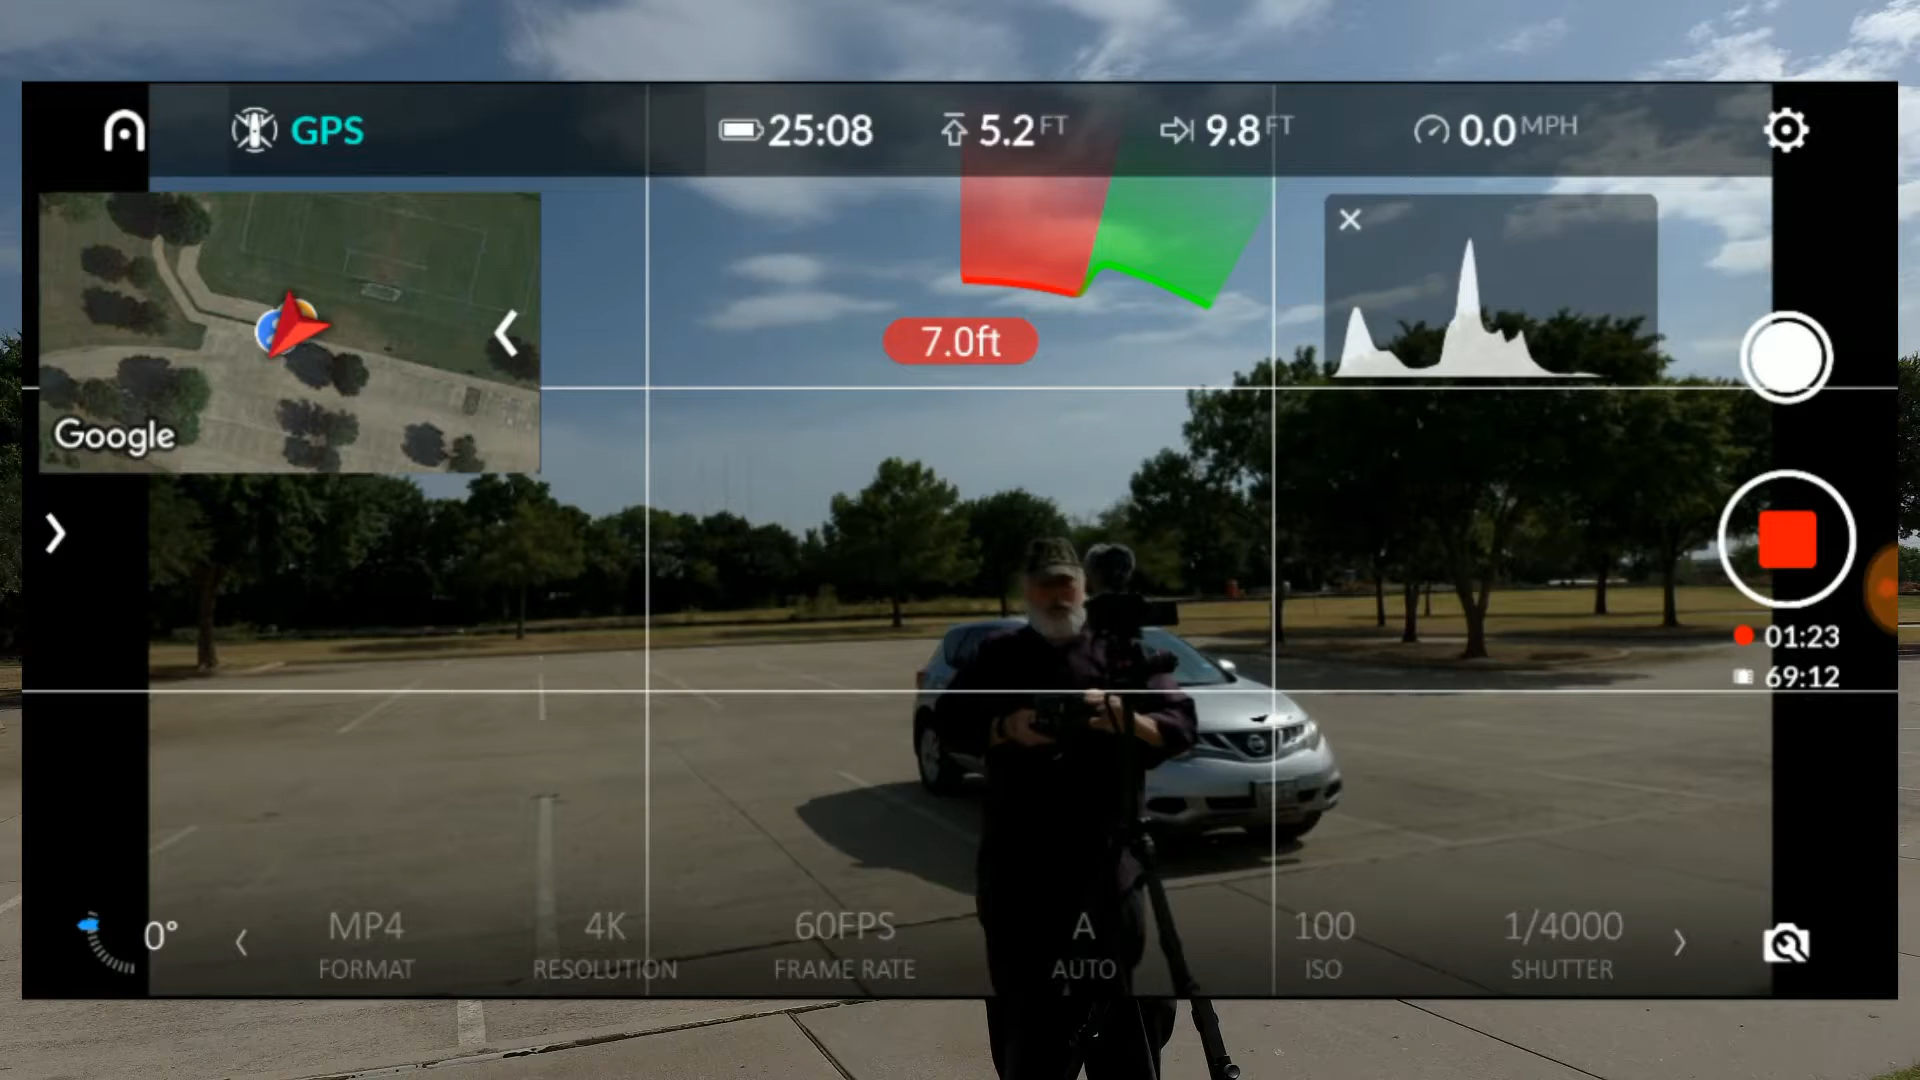 GPS
25:08
5.2 FT
9.8 FT
0.0 MPH
7.0ft
Google
01:23
69:12
0°
MP4
4K
60FPS
A
100
1/4000
FORMAT
RESOLUTION
FRAME RATE
AUTO
ISO
SHUTTER